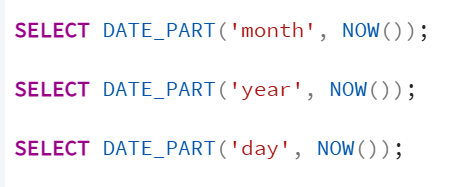 SELECT DATE_PART('month', NOW());
SELECT DATE_PART('year', NOW());
SELECT DATE_PART('day', NOW());